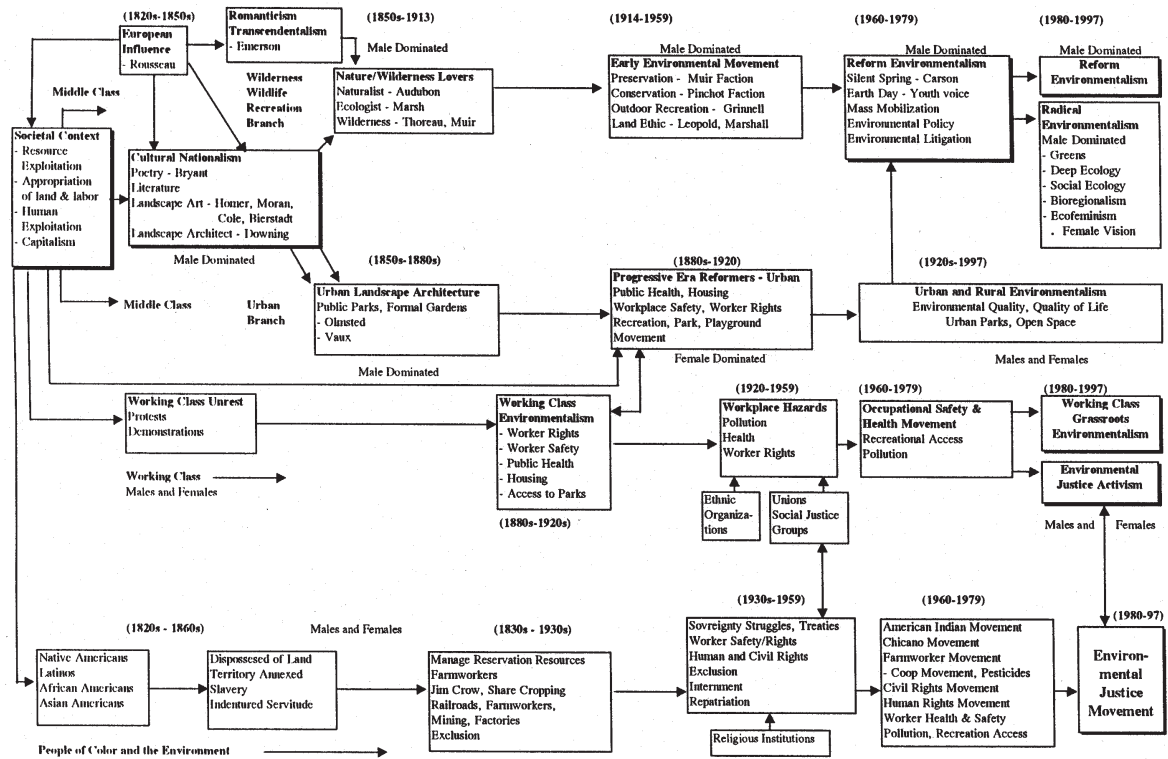 (1820s-1850s)
European
Influence
- Rousseau
Romanticism
Transcendentalism
- Emerson
(1850s-1913)
Male Dominated
(1914-1959)
Male Dominated
(1960-1979)
Male Dominated
(1980-1997)
Male Dominated
Middle Class
Wilderness
Wildlife
Recreation
Branch
Nature/Wilderness Lovers
Naturalist - Audubon
Ecologist - Marsh
Wilderness - Thoreau, Muir
Early Environmental Movement
Preservation - Muir Faction
Conservation - Pinchot Faction
Outdoor Recreation - Grinnell
Land Ethic - Leopold, Marshall
Reform Environmentalism
Silent Spring - Carson
Earth Day - Youth voice
Mass Mobilization
Environmental Policy
Environmental Litigation
Reform
Environmentalism
Radical
Environmentalism
Male Dominated
- Greens
- Deep Ecology
- Social Ecology
- Bioregionalism
- Ecofeminism
. Female Vision
Societal Context
- Resource
Exploitation
- Appropriation
of land & labor
- Human
Exploitation
- Capitalism
Cultural Nationalism
Poetry - Bryant
Literature
Landscape Art - Homer, Moran,
Cole, Bierstadt
Landscape Architect - Downing
Male Dominated
(1850s-1880s)
(1880s-1920)
(1920s-1997)
Middle Class
Urban
Branch
Urban Landscape Architecture
Public Parks, Formal Gardens
- Olmsted
- Vaux
Male Dominated
Progressive Era Reformers - Urban
Public Health, Housing
Workplace Safety, Worker Rights
Recreation, Park, Playground
Movement
Female Dominated
Urban and Rural Environmentalism
Environmental Quality, Quality of Life
Urban Parks, Open Space
Males and Females
Working Class Unrest
Protests
Demonstrations
Working Class
Males and Females
Working Class
Environmentalism
- Worker Rights
- Worker Safety
- Public Health
- Housing
- Access to Parks
(1880s-1920s)
(1920-1959)
Workplace Hazards
Pollution
Health
Worker Rights
Ethnic
Organiza-
tions
Unions
Social Justice
Groups
(1960-1979)
Occupational Safety &
Health Movement
Recreational Access
Pollution
(1980-1997)
Working Class
Grassroots
Environmentalism
Environmental
Justice Activism
Males and Females
(1820s - 1860s)
Native Americans
Latinos
African Americans
Asian Americans
Males and Females
Dispossesed of Land
Territory Annexed
Slavery
Indentured Servitude
(1830s - 1930s)
Manage Reservation Resources
Farmworkers
Jim Crow, Share Cropping
Railroads, Farmworkers,
Mining, Factories
Exclusion
(1930s-1959)
Sovreignty Struggles, Treaties
Worker Safety/Rights
Human and Civil Rights
Exclusion
Internment
Repatriation
Religious Institutions
(1960-1979)
American Indian Movement
Chicano Movement
Farmworker Movement
- Coop Movement, Pesticides
Civil Rights Movement
Human Rights Movement
Worker Health & Safety
Pollution, Recreation Access
(1980-97)
Environ-
mental
Justice
Movement
People of Color and the Environment